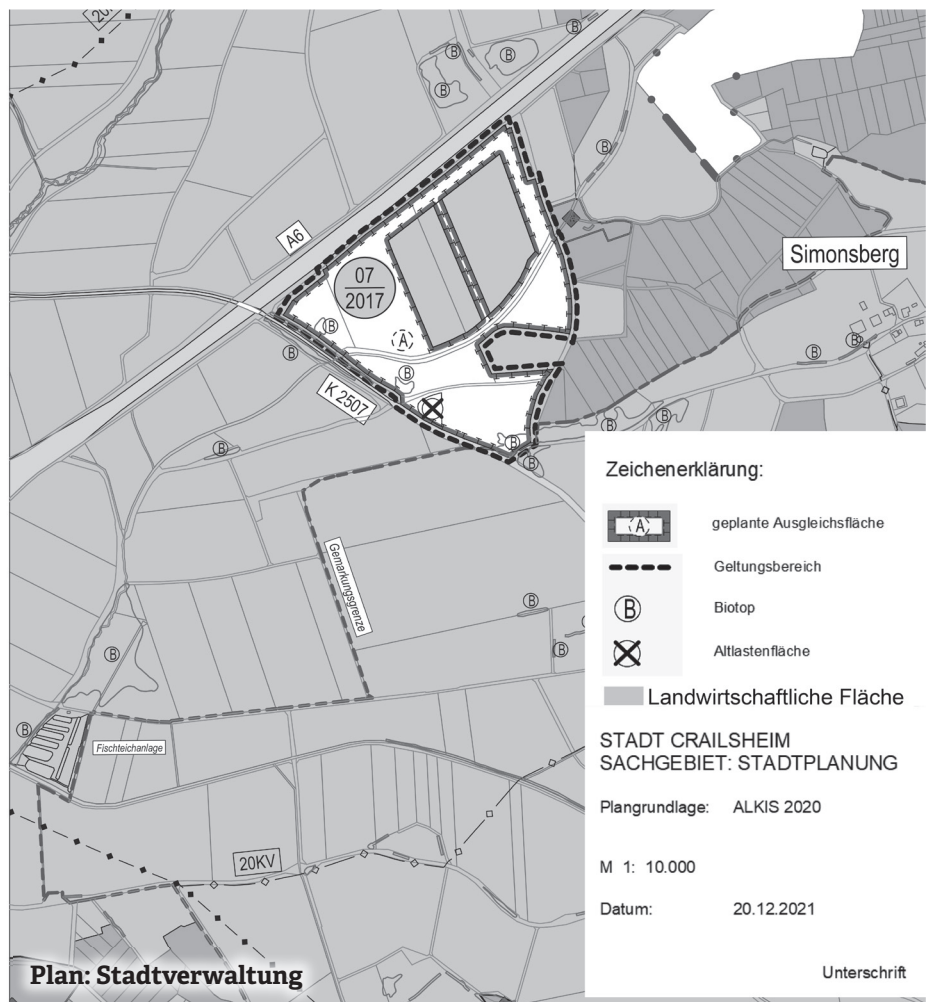 B
B
B
B
A6
07
2017
A
B
B
B
K 2507
B
B
B
B
B
B
B
Simonsberg
B
B
Gemarkungsgrenze
B
B
B
B
Fischteichanlage
20KV
Zeichenerklärung:
A geplante Ausgleichsfläche
Geltungsbereich
B Biotop
Altlastenfläche
Landwirtschaftliche Fläche
STADT CRAILSHEIM
SACHGEBIET: STADTPLANUNG
Plangrundlage: ALKIS 2020
M 1: 10.000
Datum: 20.12.2021
Unterschrift
Plan: Stadtverwaltung